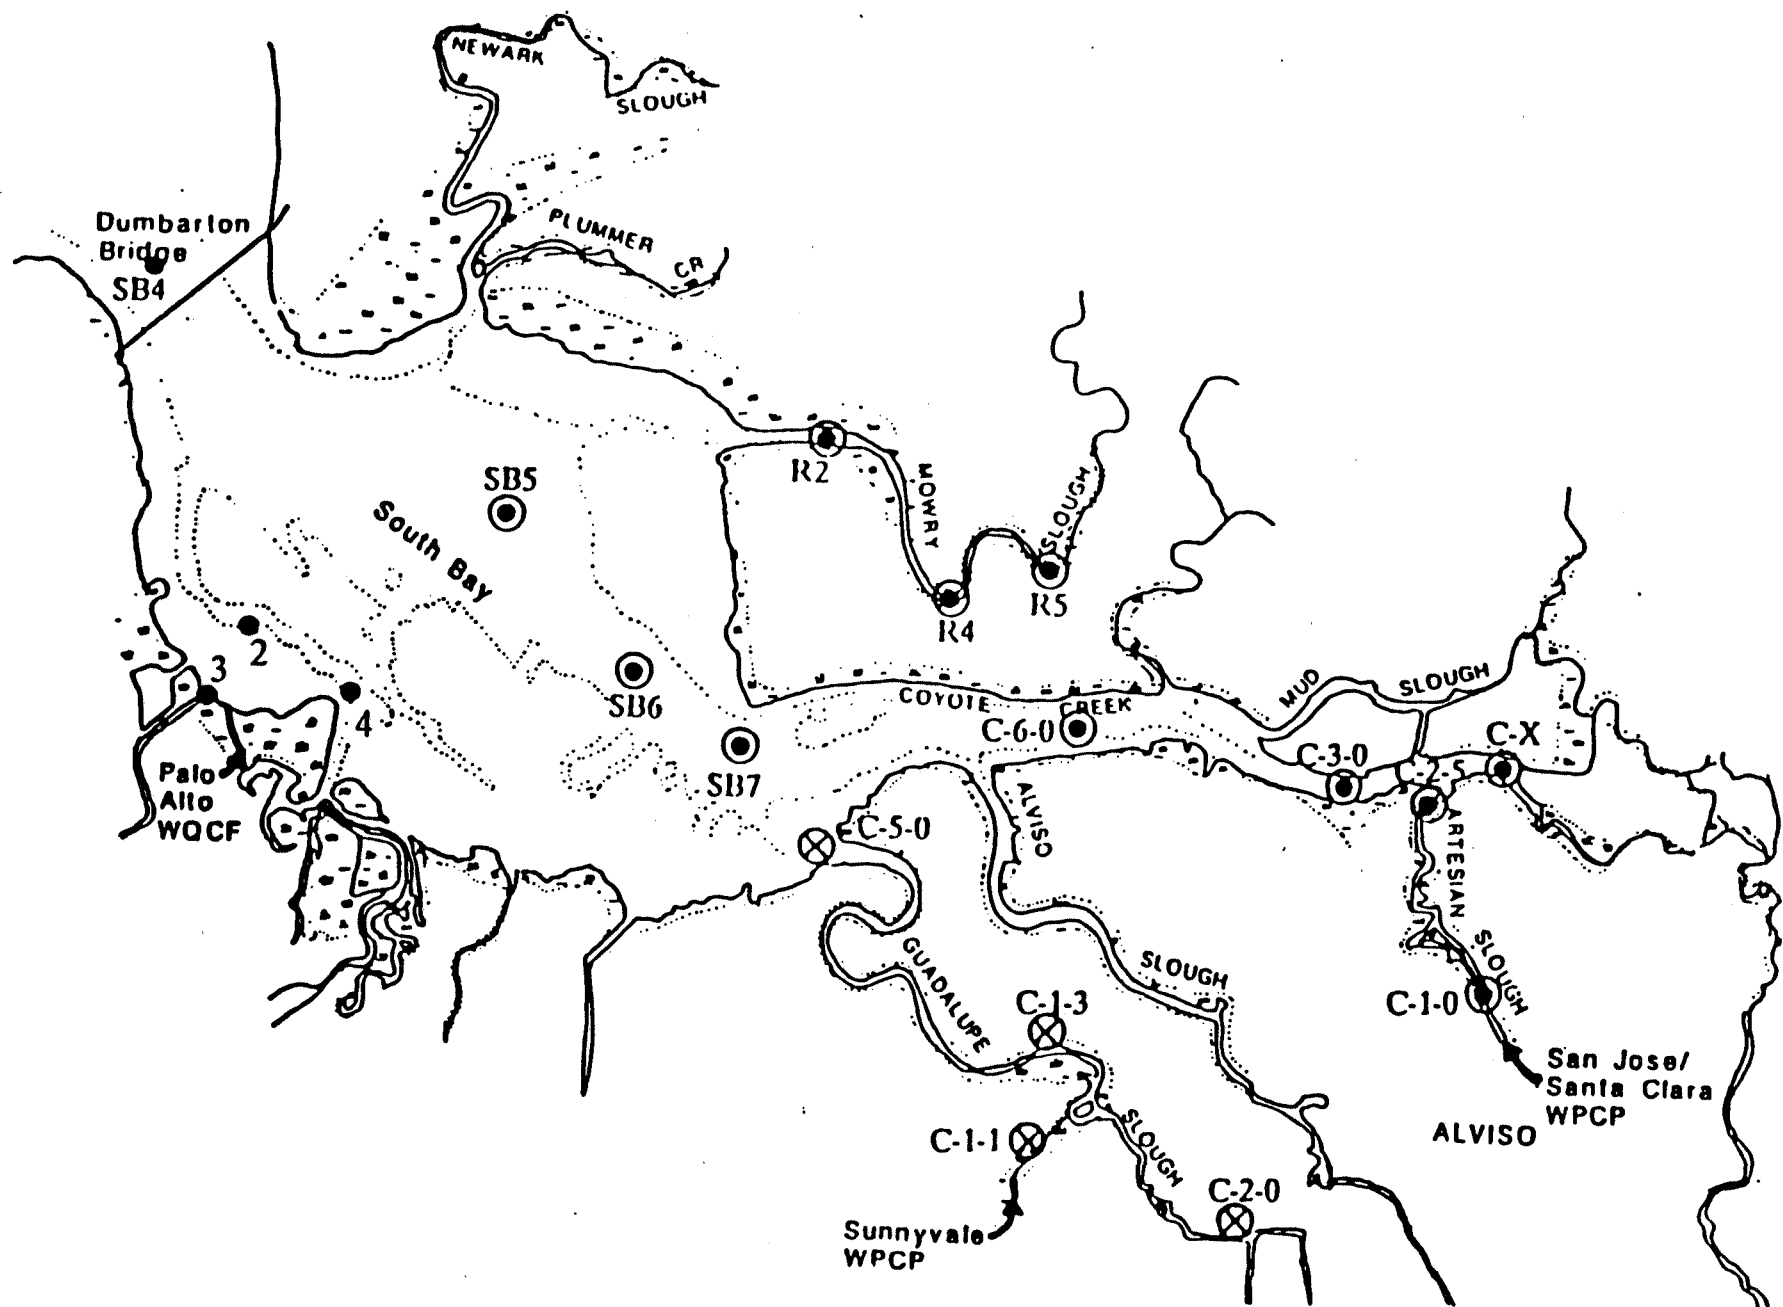 NEWARK
SLOUGH
Dumbarton
Bridge
SB4
PLUMMER
CR
R2
MOWRY
SLOUGH
SB5
South Bay
R4
R5
2
3
4
SB6
SB7
COYOTE
CREEK
C-6-0
MUD
SLOUGH
C-3-0
C-X
Palo
Alto
WQCF
C-5-0
ALVISO
SLOUGH
ARTESIAN
SLOUGH
GUADALUPE
SLOUGH
C-1-3
C-1-0
C-1-1
C-2-0
San Jose/
Santa Clara
WPCP
ALVISO
Sunnyvale
WPCP